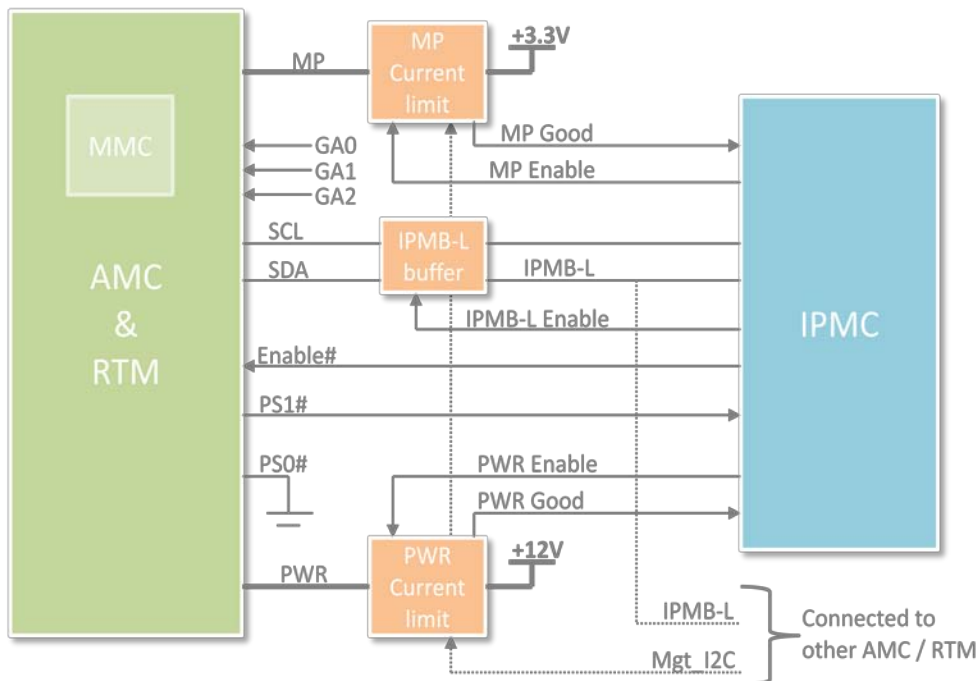 +3.3V
MP
Current
limit
MP
MMC
GA0
GA1
GA2
MP Good
MP Enable
SCL
IPMB-L
buffer
SDA
IPMB-L
AMC
&
RTM
IPMC
IPMB-L Enable
Enable#
PS1#
PS0#
PWR Enable
PWR Good
+12V
PWR
Current
limit
PWR
IPMB-L
Mgt_I2C
Connected to
other AMC / RTM